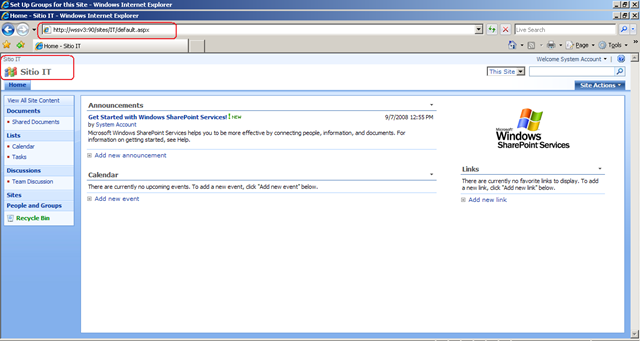 Set Up Groups for this Site - Windows Internet Explorer
Home - Sitio IT - Windows Internet Explorer
http://wssv3:90/sites/IT/default.aspx
Home - Sitio IT
Page
Tools
Sitio IT
Welcome System Account
Sitio IT
This Site
Home
Site Actions
View All Site Content
Documents
Shared Documents
Lists
Calendar
Tasks
Discussions
Team Discussion
Sites
People and Groups
Recycle Bin
Announcements
Get Started with Windows SharePoint Services! NEW
9/7/2008 12:55 PM
by System Account
Microsoft Windows SharePoint Services helps you to be more effective by connecting people, information, and documents. For
information on getting started, see Help.
Add new announcement
Calendar
There are currently no upcoming events. To add a new event, click "Add new event" below.
Add new event
Microsoft
Windows
SharePoint Services
Links
There are currently no favorite links to display. To add
a new link, click "Add new link" below.
Add new link